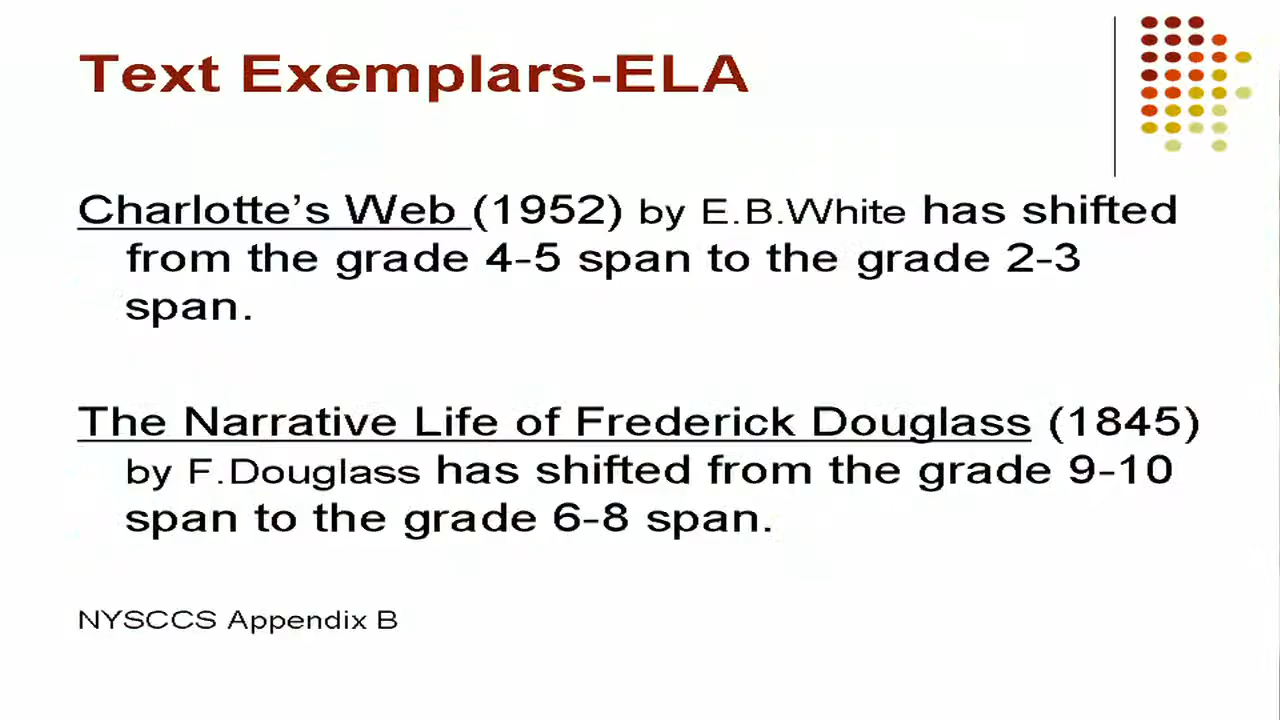 Text Exemplars-ELA
Charlotte's Web (1952) by E.B.White has shifted
from the grade 4-5 span to the grade 2-3
span.
The Narrative Life of Frederick Douglass (1845)
by F.Douglass has shifted from the grade 9-10
span to the grade 6-8 span.
NYSCCS Appendix B